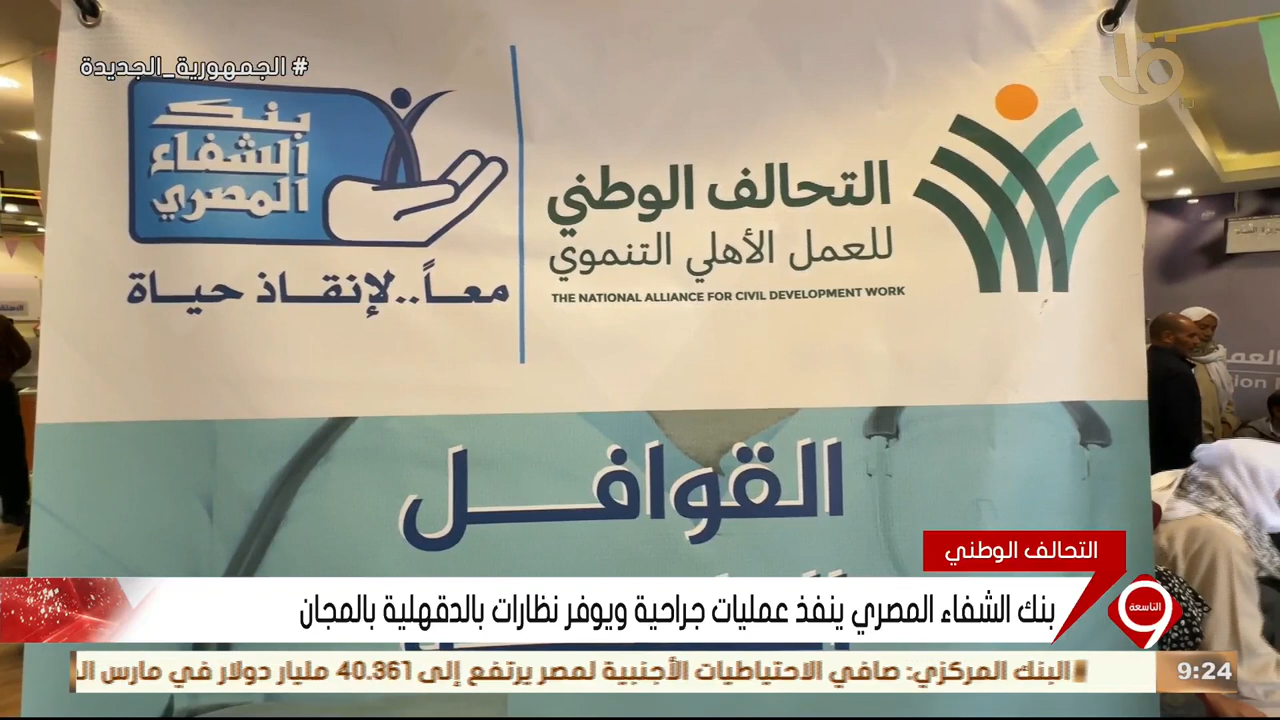 #الجمهورية_الجديدة
بنك
الشفاء
المصري
معاً..لإنقاذ حياة
التحالف الوطني
للعمل الأهلي التنموي
THE NATIONAL ALLIANCE FOR CIVIL DEVELOPMENT WORK
القوافل
التحالف الوطني
التاسعة
9
بنك الشفاء المصري ينفذ عمليات جراحية ويوفر نظارات بالدقهلية بالمجان
9:24
البنك المركزي: صافي الاحتياطيات الأجنبية لمصر يرتفع إلى 40.361 مليار دولار في مارس